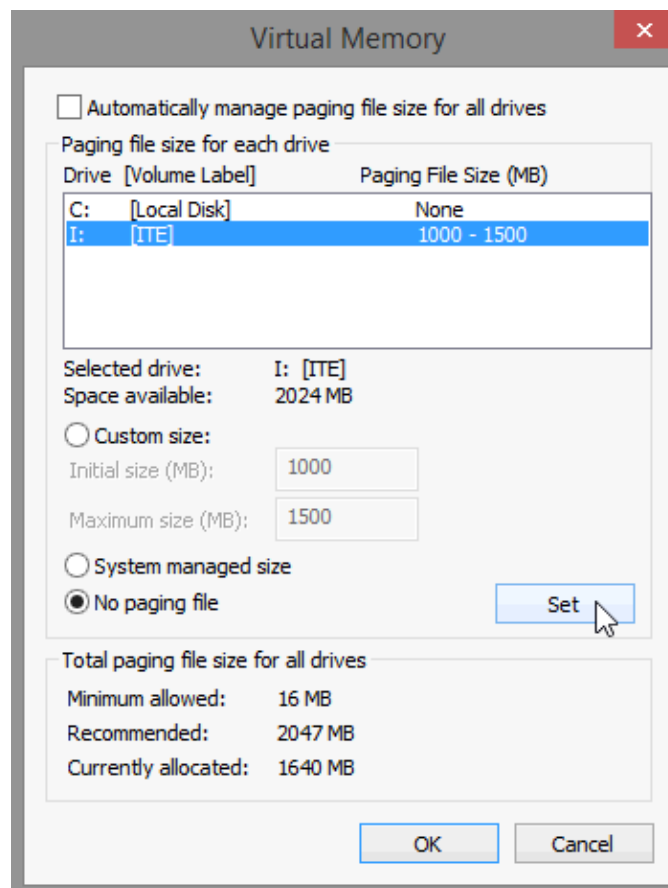 Virtual Memory
Automatically manage paging file size for all drives
Paging file size for each drive
Drive [Volume Label] Paging File Size (MB)
C: [Local Disk] None
I: [ITE] 1000 - 1500
Selected drive: I: [ITE]
Space available: 2024 MB
Custom size:
Initial size (MB): 1000
Maximum size (MB): 1500
System managed size
No paging file Set
Total paging file size for all drives
Minimum allowed: 16 MB
Recommended: 2047 MB
Currently allocated: 1640 MB
OK Cancel